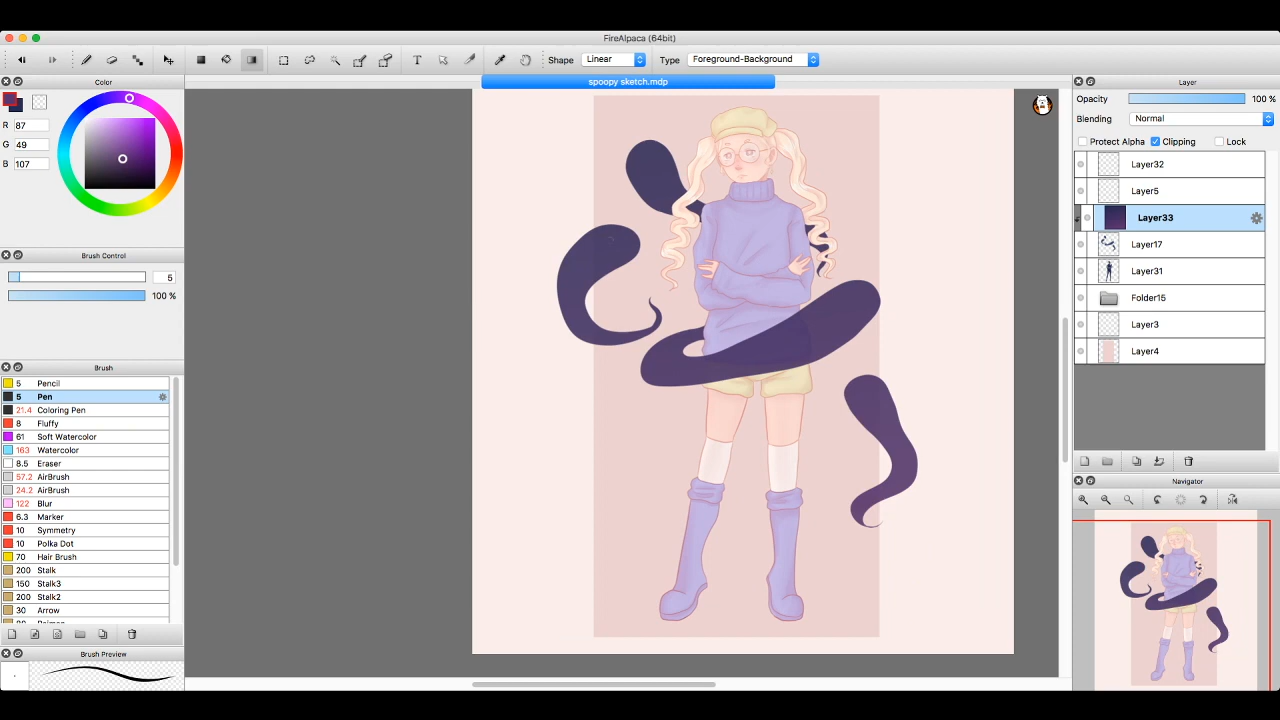 FireAlpaca (64bit)
Shape Linear Type Foreground-Background
Color
spoopy sketch.mdp
Layer
R 87
G 49
B 107
Opacity 100 %
Blending Normal
Protect Alpha Clipping Lock
Layer32
Layer5
Layer33
Layer17
Layer31
Folder15
Layer3
Layer4
Brush Control
5
100 %
Brush
5 Pencil
5 Pen
21.4 Coloring Pen
8 Fluffy
61 Soft Watercolor
163 Watercolor
8.5 Eraser
57.2 AirBrush
24.2 AirBrush
122 Blur
6.3 Marker
10 Symmetry
10 Polka Dot
70 Hair Brush
200 Stalk
150 Stalk3
200 Stalk2
30 Arrow
Brush Preview
Navigator